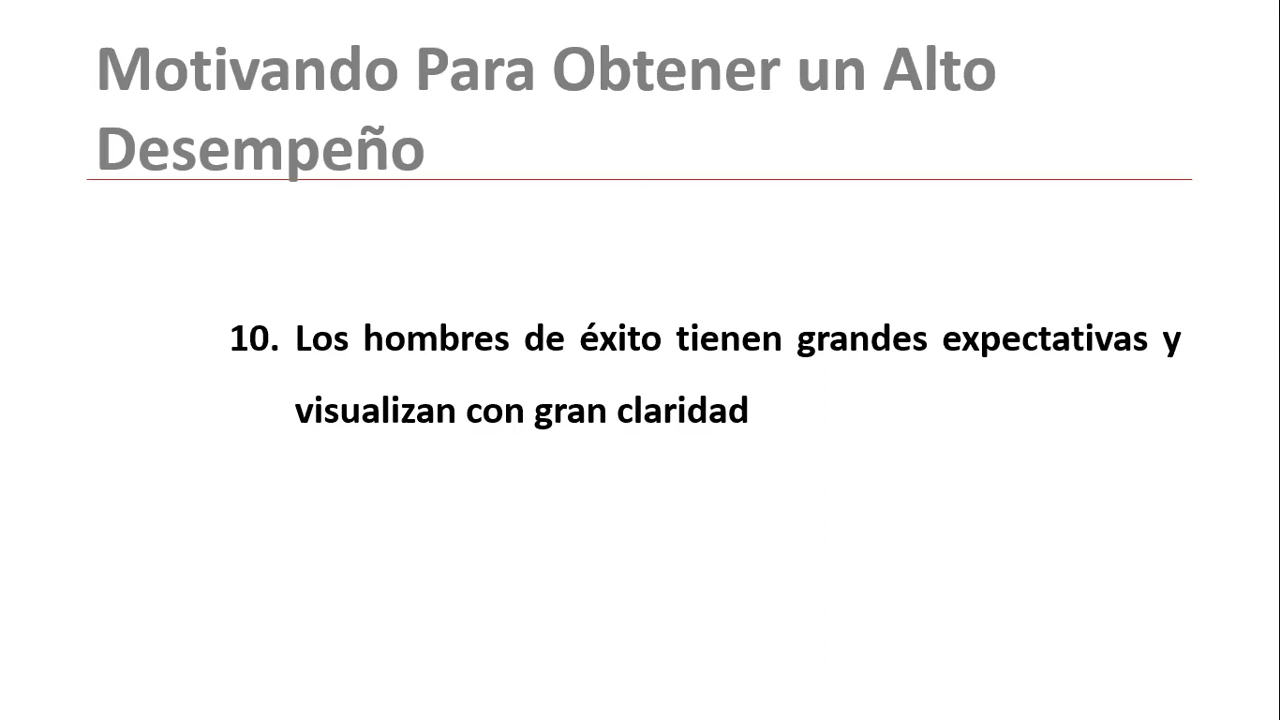 Motivando Para Obtener un Alto
Desempeño
10. Los hombres de éxito tienen grandes expectativas y
visualizan con gran claridad